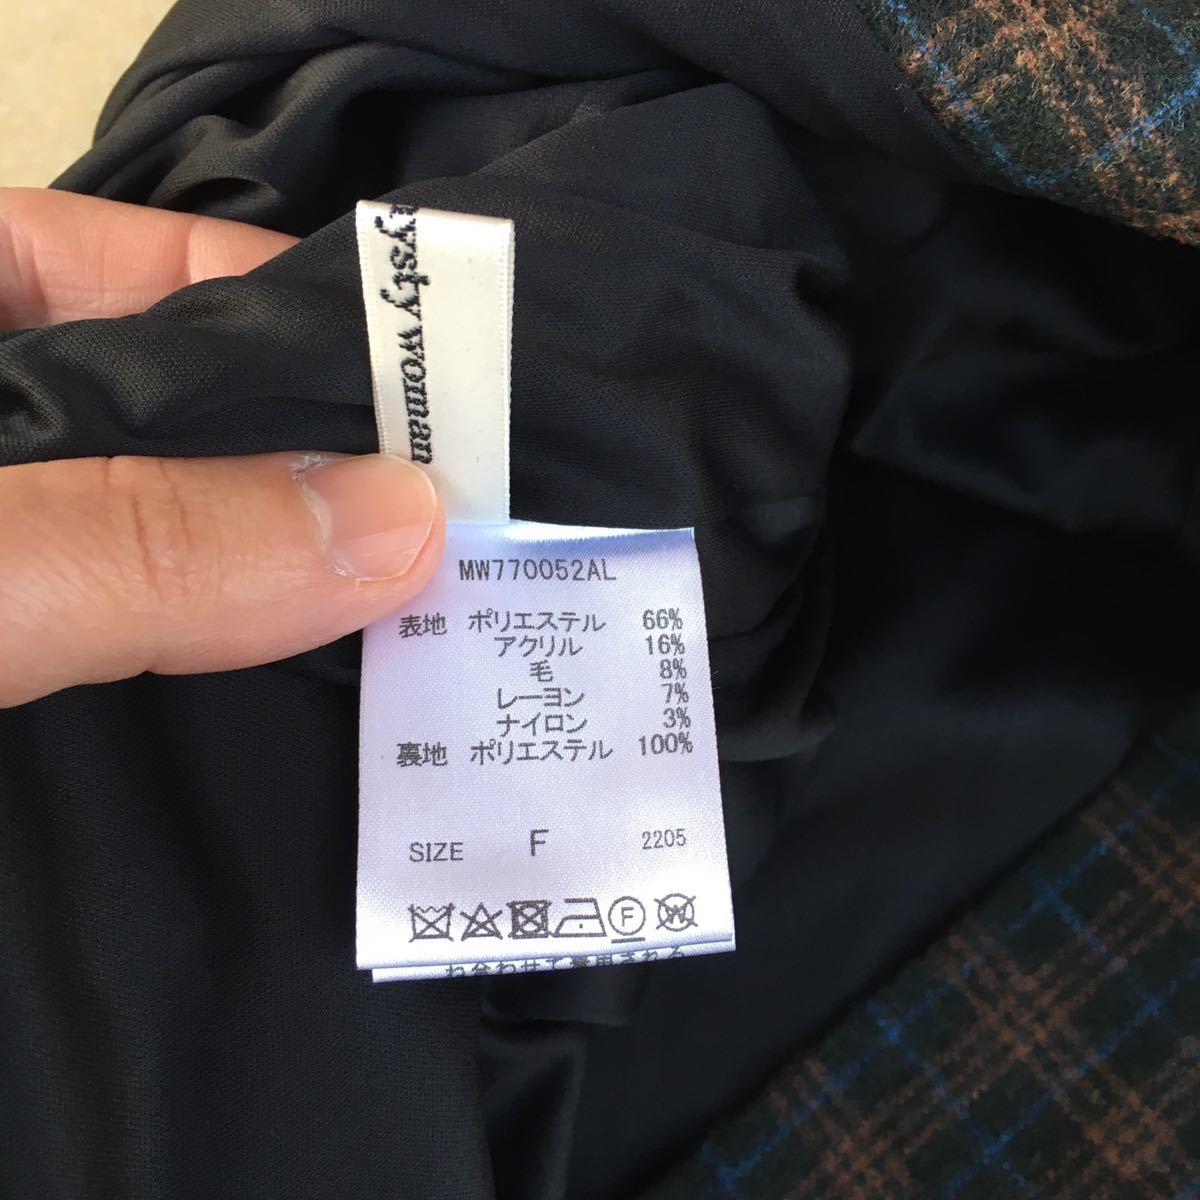 ysty woman
MW770052AL
表地 ポリエステル 66%
アクリル 16%
毛 8%
レーヨン 7%
ナイロン 3%
裏地 ポリエステル 100%
SIZE F 2205
F W